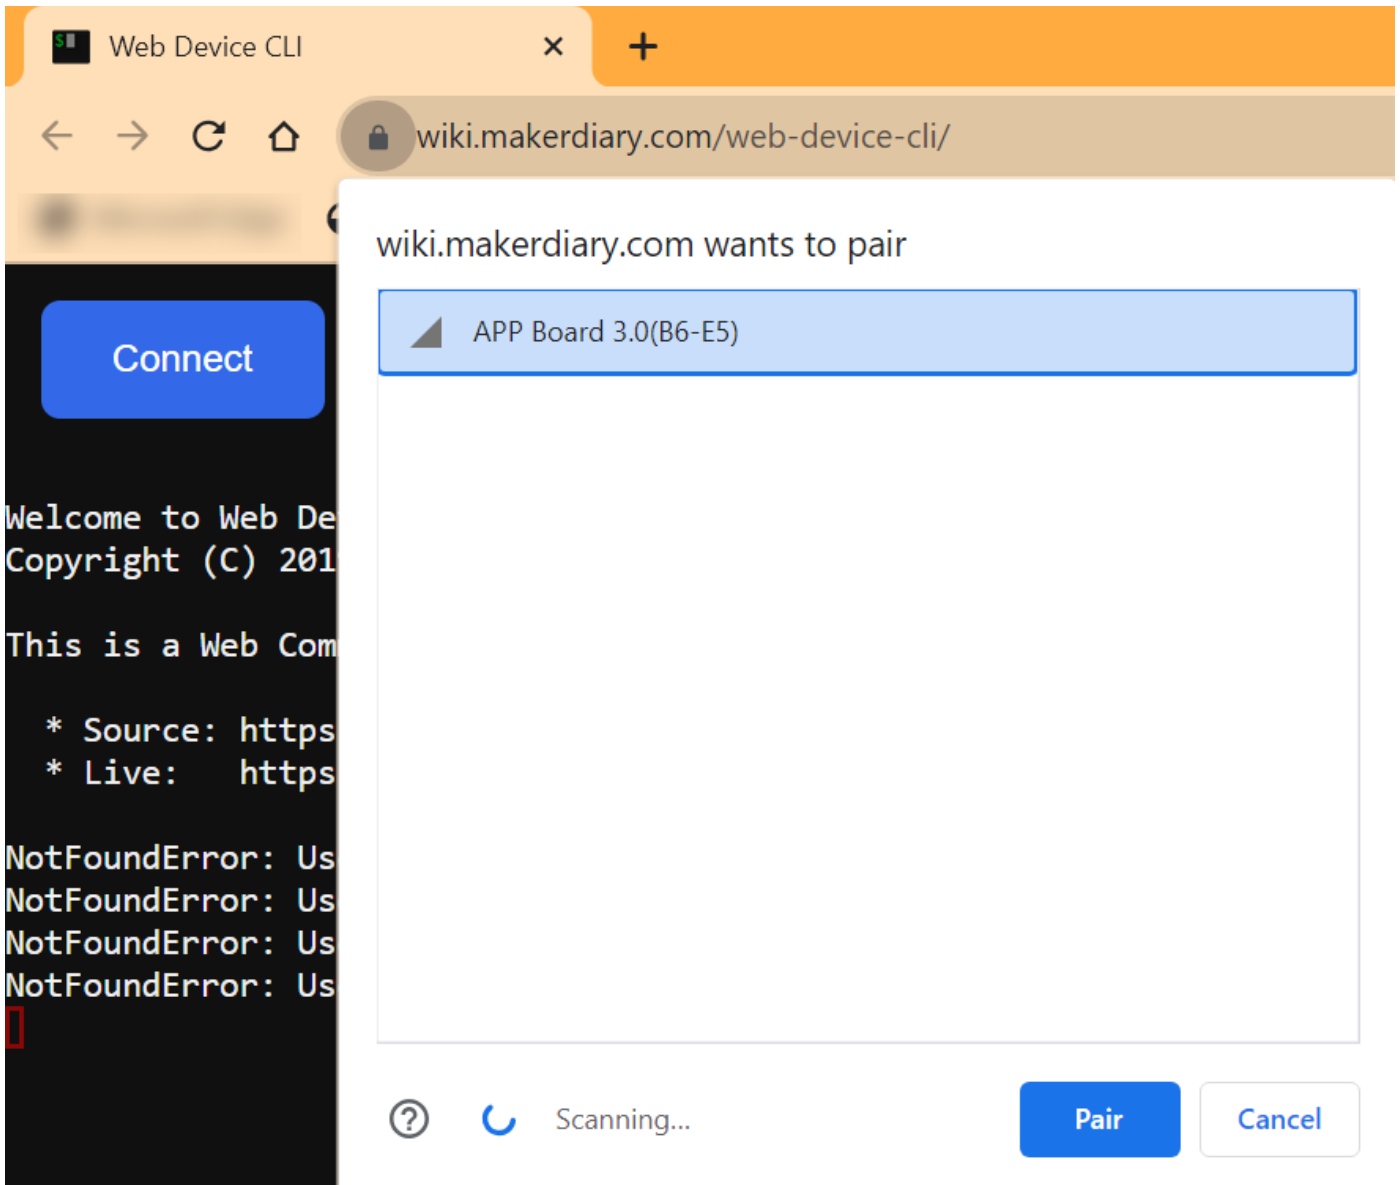 Web Device CLI
wiki.makerdiary.com/web-device-cli/
wiki.makerdiary.com wants to pair
APP Board 3.0(B6-E5)
Connect
Welcome to Web De
Copyright (C) 201
This is a Web Com
* Source: https
* Live: https
NotFoundError: Us
NotFoundError: Us
NotFoundError: Us
NotFoundError: Us
Scanning...
Pair
Cancel